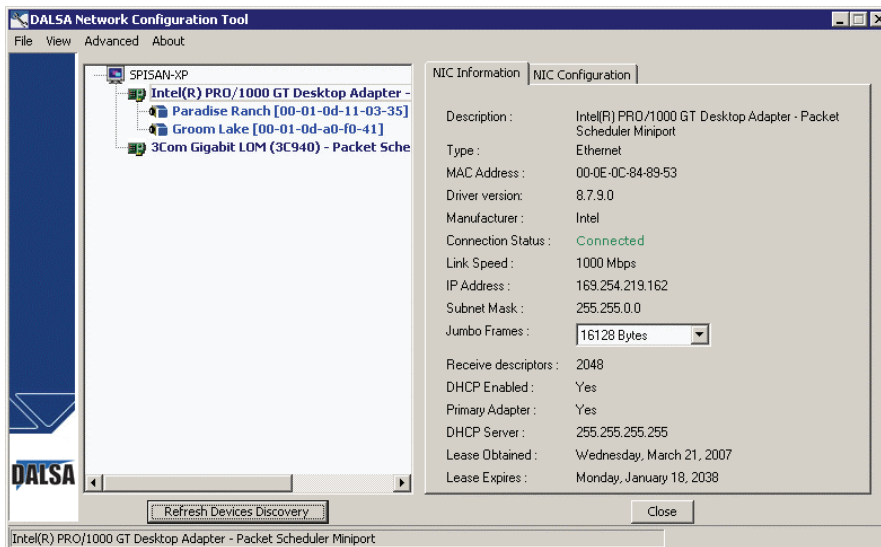 DALSA Network Configuration Tool
File View Advanced About
SPISAN-XP
Intel(R) PRO/1000 GT Desktop Adapter -
Paradise Ranch [00-01-0d-11-03-35]
Groom Lake [00-01-0d-a0-f0-41]
3Com Gigabit LOM (3C940) - Packet Sche
NIC Information NIC Configuration
Description : Intel(R) PRO/1000 GT Desktop Adapter - Packet
Scheduler Miniport
Type : Ethernet
MAC Address : 00-0E-0C-84-89-53
Driver version: 8.7.9.0
Manufacturer : Intel
Connection Status : Connected
Link Speed : 1000 Mbps
IP Address : 169.254.219.162
Subnet Mask : 255.255.0.0
Jumbo Frames : 16128 Bytes
Receive descriptors : 2048
DHCP Enabled : Yes
Primary Adapter : Yes
DHCP Server : 255.255.255.255
Lease Obtained : Wednesday, March 21, 2007
Lease Expires : Monday, January 18, 2038
DALSA
Refresh Devices Discovery Close
Intel(R) PRO/1000 GT Desktop Adapter - Packet Scheduler Miniport